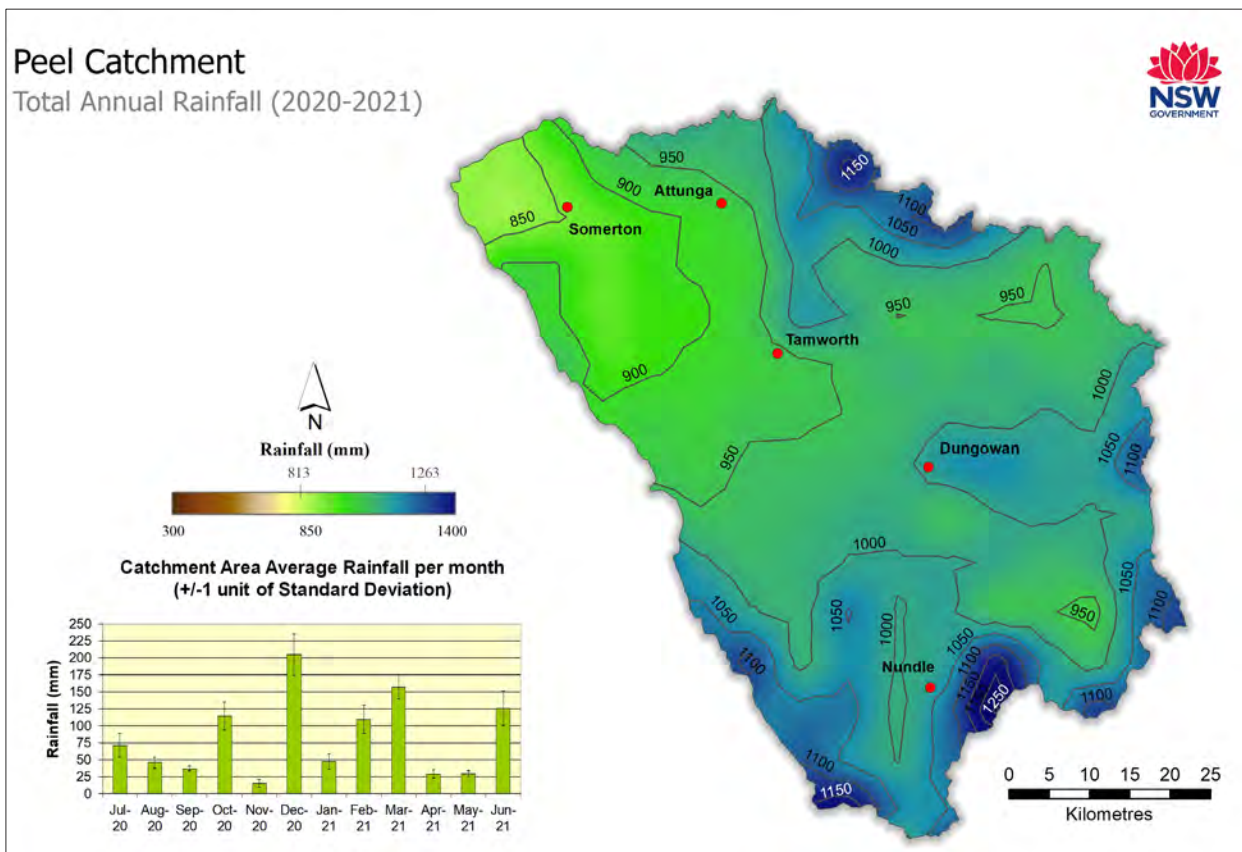 Peel Catchment
Total Annual Rainfall (2020-2021)
NSW
GOVERNMENT
1150
950
900
Attunga
1100
1050
850
Somerton
1000
950
950
Tamworth
900
1000
Dungowan
1050
1100
950
1000
1050
1050
1050
1000
950
1100
1100
Nundle
1050
1100
1150
1250
1100
1100
1150
N
Rainfall (mm)
813 1263
300 850 1400
Catchment Area Average Rainfall per month
(+/-1 unit of Standard Deviation)
Rainfall (mm)
250
225
200
175
150
125
100
75
50
25
0
Jul-20 Aug-20 Sep-20 Oct-20 Nov-20 Dec-20 Jan-21 Feb-21 Mar-21 Apr-21 May-21 Jun-21
0 5 10 15 20 25
Kilometres